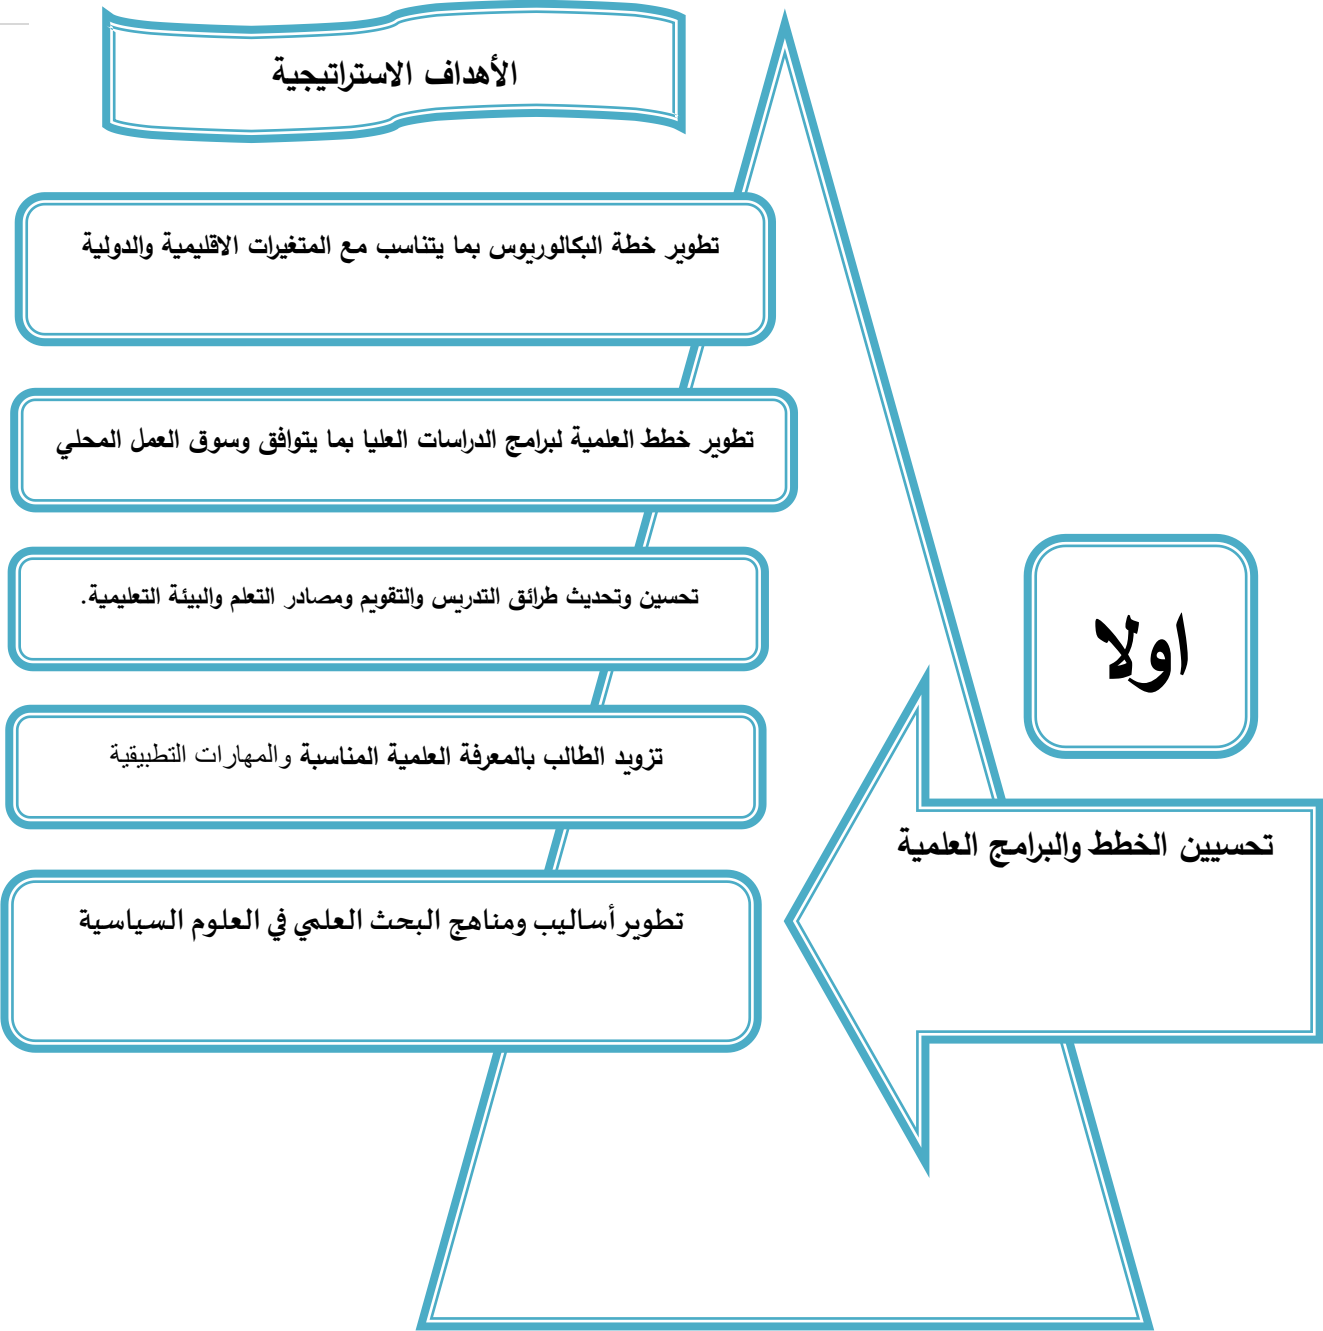 الأهداف الاستراتيجية
تطوير خطة البكالوريوس بما يتناسب مع المتغيرات الاقليمية والدولية
تطوير خطط العلمية لبرامج الدراسات العليا بما يتوافق وسوق العمل المحلي
تحسين وتحديث طرائق التدريس والتقويم ومصادر التعلم والبيئة التعليمية.
تزويد الطالب بالمعرفة العلمية المناسبة والمهارات التطبيقية
تطوير أساليب ومناهج البحث العلمي في العلوم السياسية
اولا
تحسيين الخطط والبرامج العلمية